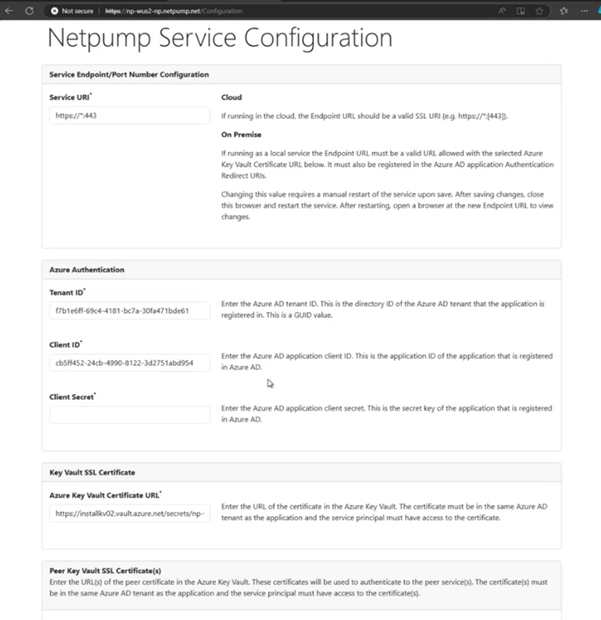 Not secure | https://np-wus2-np.netpump.net/Configuration
Netpump Service Configuration
Service Endpoint/Port Number Configuration
Service URI*
https://*:443
Cloud
If running in the cloud, the Endpoint URL should be a valid SSL URI (e.g. https://*:[443]).
On Premise
If running as a local service the Endpoint URL must be a valid URL allowed with the selected Azure
Key Vault Certificate URL below. It must also be registered in the Azure AD application Authentication
Redirect URIs.
Changing this value requires a manual restart of the service upon save. After saving changes, close
this browser and restart the service. After restarting, open a browser at the new Endpoint URL to view
changes.
Azure Authentication
Tenant ID*
f7b1e6ff-69c4-4181-bc7a-30fa471bde61
Enter the Azure AD tenant ID. This is the directory ID of the Azure AD tenant that the application is
registered in. This is a GUID value.
Client ID*
cb5ff452-24cb-4990-8122-3d2751abd954
Enter the Azure AD application client ID. This is the application ID of the application that is registered
in Azure AD.
Client Secret*
Enter the Azure AD application client secret. This is the secret key of the application that is registered
in Azure AD.
Key Vault SSL Certificate
Azure Key Vault Certificate URL*
https://installkv02.vault.azure.net/secrets/np-
Enter the URL of the certificate in the Azure Key Vault. The certificate must be in the same Azure AD
tenant as the application and the service principal must have access to the certificate.
Peer Key Vault SSL Certificate(s)
Enter the URL(s) of the peer certificate in the Azure Key Vault. These certificates will be used to authenticate to the peer service(s). The certificate(s) must
be in the same Azure AD tenant as the application and the service principal must have access to the certificate(s).